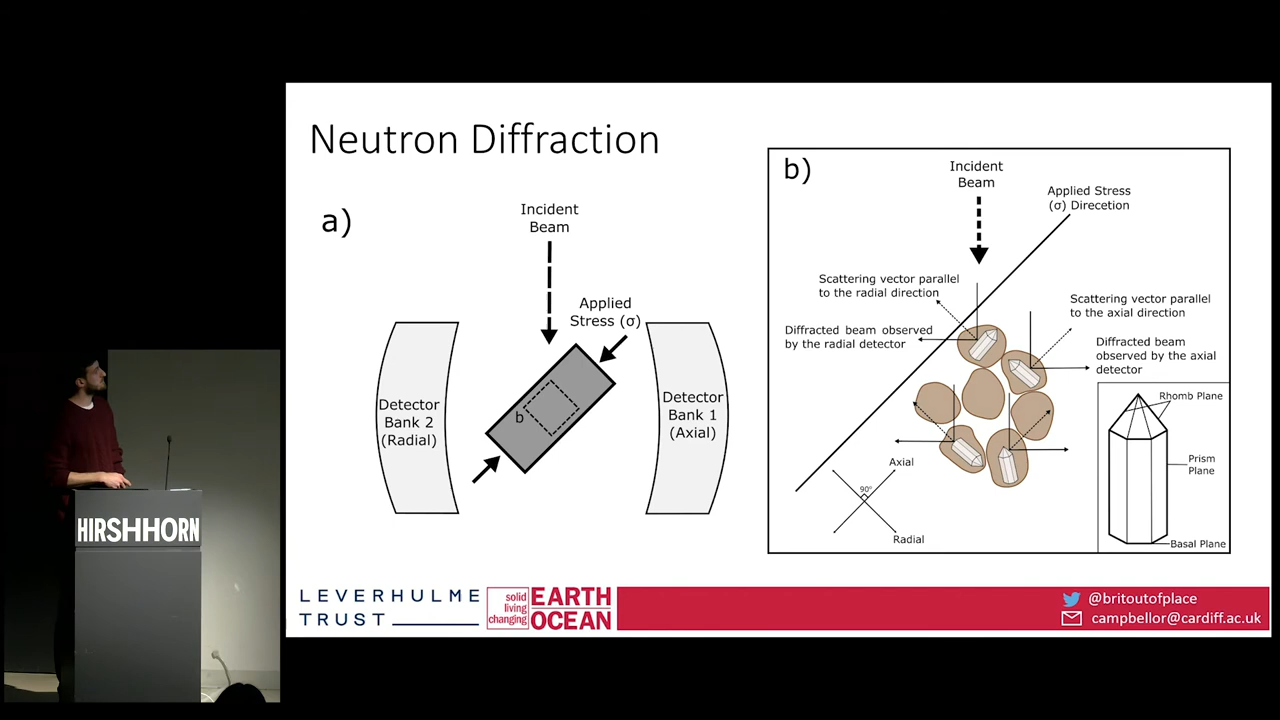 Neutron Diffraction
a)
Incident
Beam
Applied
Stress (σ)
Detector
Bank 2
(Radial)
b
Detector
Bank 1
(Axial)
b)
Incident
Beam
Applied Stress
(σ) Direcetion
Scattering vector parallel
to the radial direction
Scattering vector parallel
to the axial direction
Diffracted beam observed
by the radial detector
Diffracted beam
observed by the axial
detector
Axial
90°
Radial
Rhomb Plane
Prism
Plane
Basal Plane
HIRSHHORN
LEVERHULME
TRUST
solid
living
changing
EARTH
OCEAN
@britoutofplace
campbellor@cardiff.ac.uk